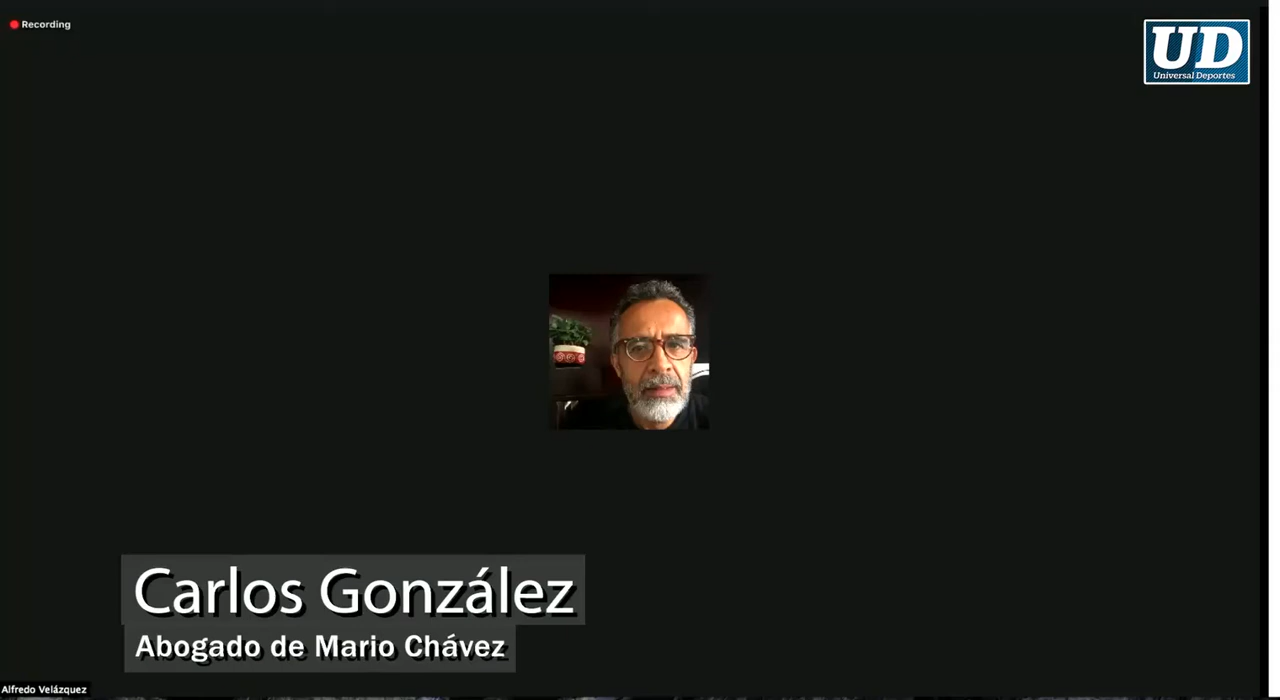 Recording
UD
Universal Deportes
Carlos González
Abogado de Mario Chávez
Alfredo Velázquez